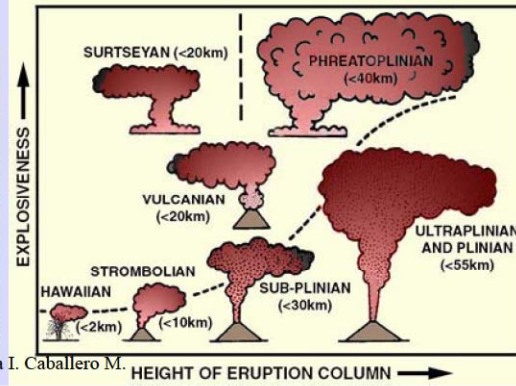 SURTSEYAN (<20km)
PHREATOPLINIAN
(<40km)
EXPLOSIVENESS
VULCANIAN
(<20km)
ULTRAPLINIAN
AND PLINIAN
(<55km)
STROMBOLIAN
HAWAIIAN
SUB-PLINIAN
(<30km)
(<2km)
(<10km)
I. Caballero M.
HEIGHT OF ERUPTION COLUMN